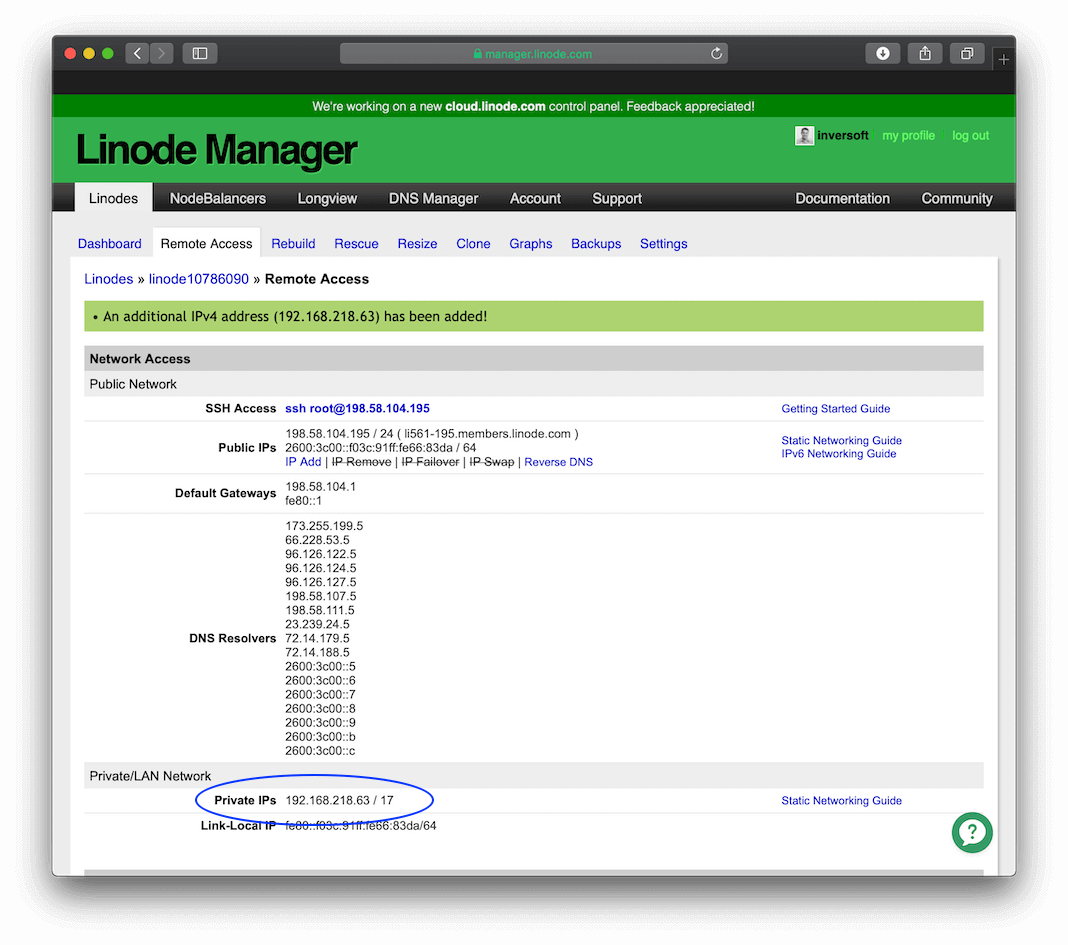 manager.linode.com
We're working on a new cloud.linode.com control panel. Feedback appreciated!
Linode Manager
inversoft my profile log out
Linodes NodeBalancers Longview DNS Manager Account Support Documentation Community
Dashboard Remote Access Rebuild Rescue Resize Clone Graphs Backups Settings
Linodes » linode10786090 » Remote Access
• An additional IPv4 address (192.168.218.63) has been added!
Network Access
Public Network
SSH Access ssh root@198.58.104.195 Getting Started Guide
Public IPs
198.58.104.195 / 24 ( li561-195.members.linode.com )
2600:3c00::f03c:91ff:fe66:83da / 64
IP Add | IP Remove | IP Failover | IP Swap | Reverse DNS
Static Networking Guide
IPv6 Networking Guide
Default Gateways
198.58.104.1
fe80::1
DNS Resolvers
173.255.199.5
66.228.53.5
96.126.122.5
96.126.124.5
96.126.127.5
198.58.107.5
198.58.111.5
23.239.24.5
72.14.179.5
72.14.188.5
2600:3c00::5
2600:3c00::6
2600:3c00::7
2600:3c00::8
2600:3c00::9
2600:3c00::b
2600:3c00::c
Private/LAN Network
Private IPs 192.168.218.63 / 17 Static Networking Guide
Link-Local IP fe80::f03c:91ff:fe66:83da/64
?